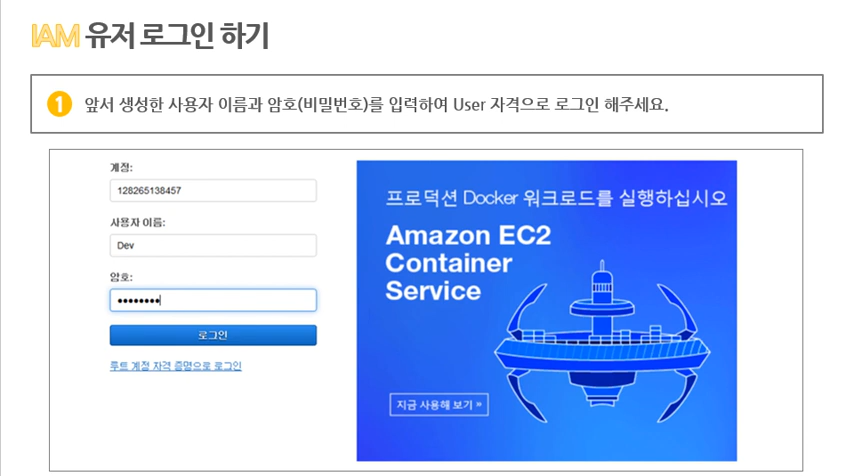 IAM 유저 로그인 하기
1 앞서 생성한 사용자 이름과 암호(비밀번호)를 입력하여 User 자격으로 로그인 해주세요.
계정:
128265138457
사용자 이름:
Dev
암호:
••••••••
로그인
루트 계정 자격 증명으로 로그인
프로덕션 Docker 워크로드를 실행하십시오
Amazon EC2
Container
Service
지금 사용해 보기 »